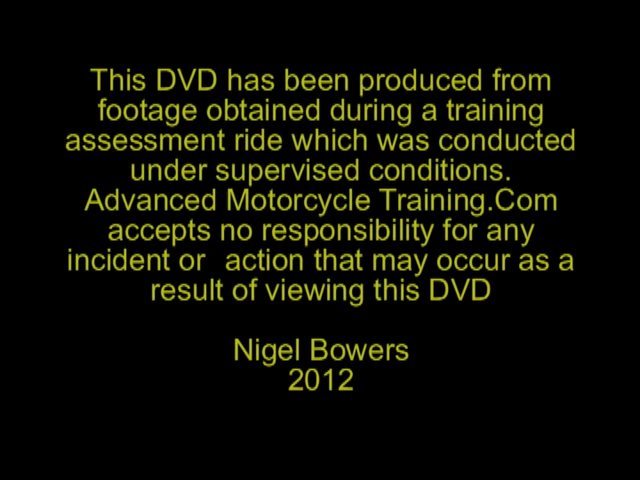 This DVD has been produced from
footage obtained during a training
assessment ride which was conducted
under supervised conditions.
Advanced Motorcycle Training.Com
accepts no responsibility for any
incident or  action that may occur as a
result of viewing this DVD
Nigel Bowers
2012